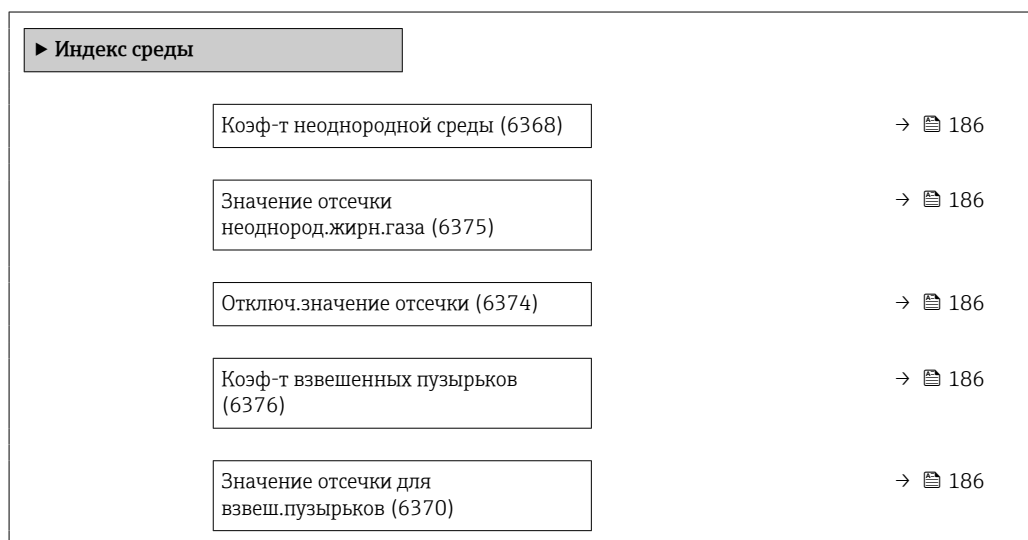 ► Индекс среды
Коэф-т неоднородной среды (6368) → 186
Значение отсечки → 186
неоднород.жирн.газа (6375)
Отключ.значение отсечки (6374) → 186
Коэф-т взвешенных пузырьков → 186
(6376)
Значение отсечки для → 186
взвеш.пузырьков (6370)